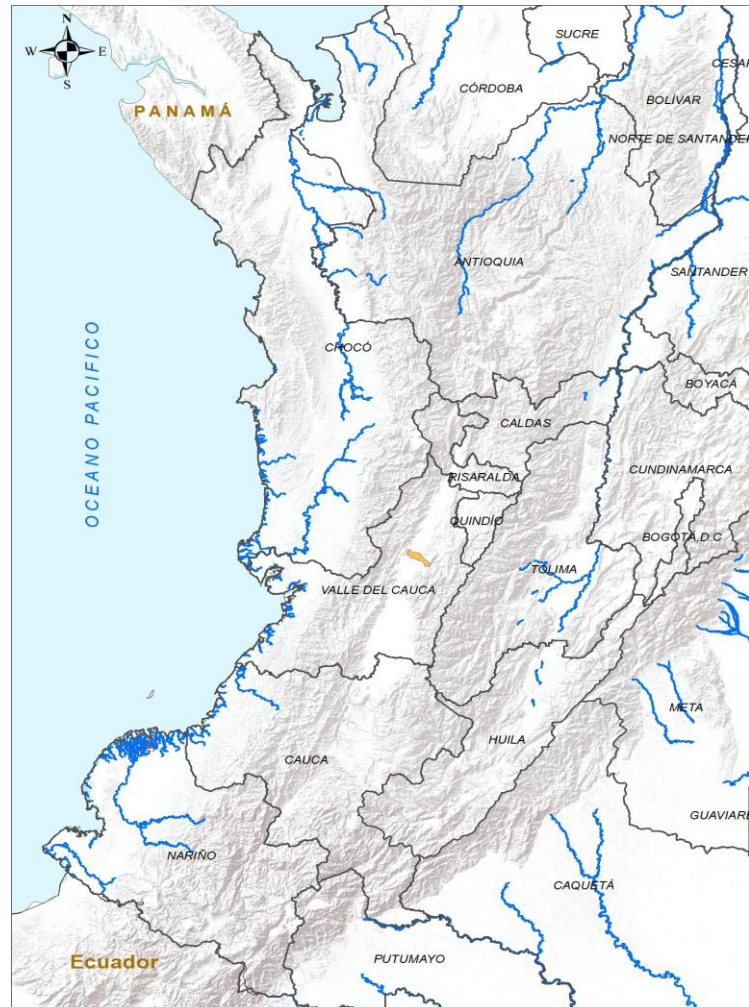 N
W E
S
PANAMÁ
SUCRE
CÓRDOBA
BOLÍVAR
NORTE DE SANTANDER
ANTIOQUIA
SANTANDER
OCEANO PACIFICO
CHOCÓ
BOYACÁ
CALDAS
CUNDINAMARCA
RISARALDA
QUINDÍO
BOGOTÁ, D.C
TOLIMA
VALLE DEL CAUCA
META
HUILA
CAUCA
GUAVIARE
NARIÑO
CAQUETÁ
Ecuador
PUTUMAYO